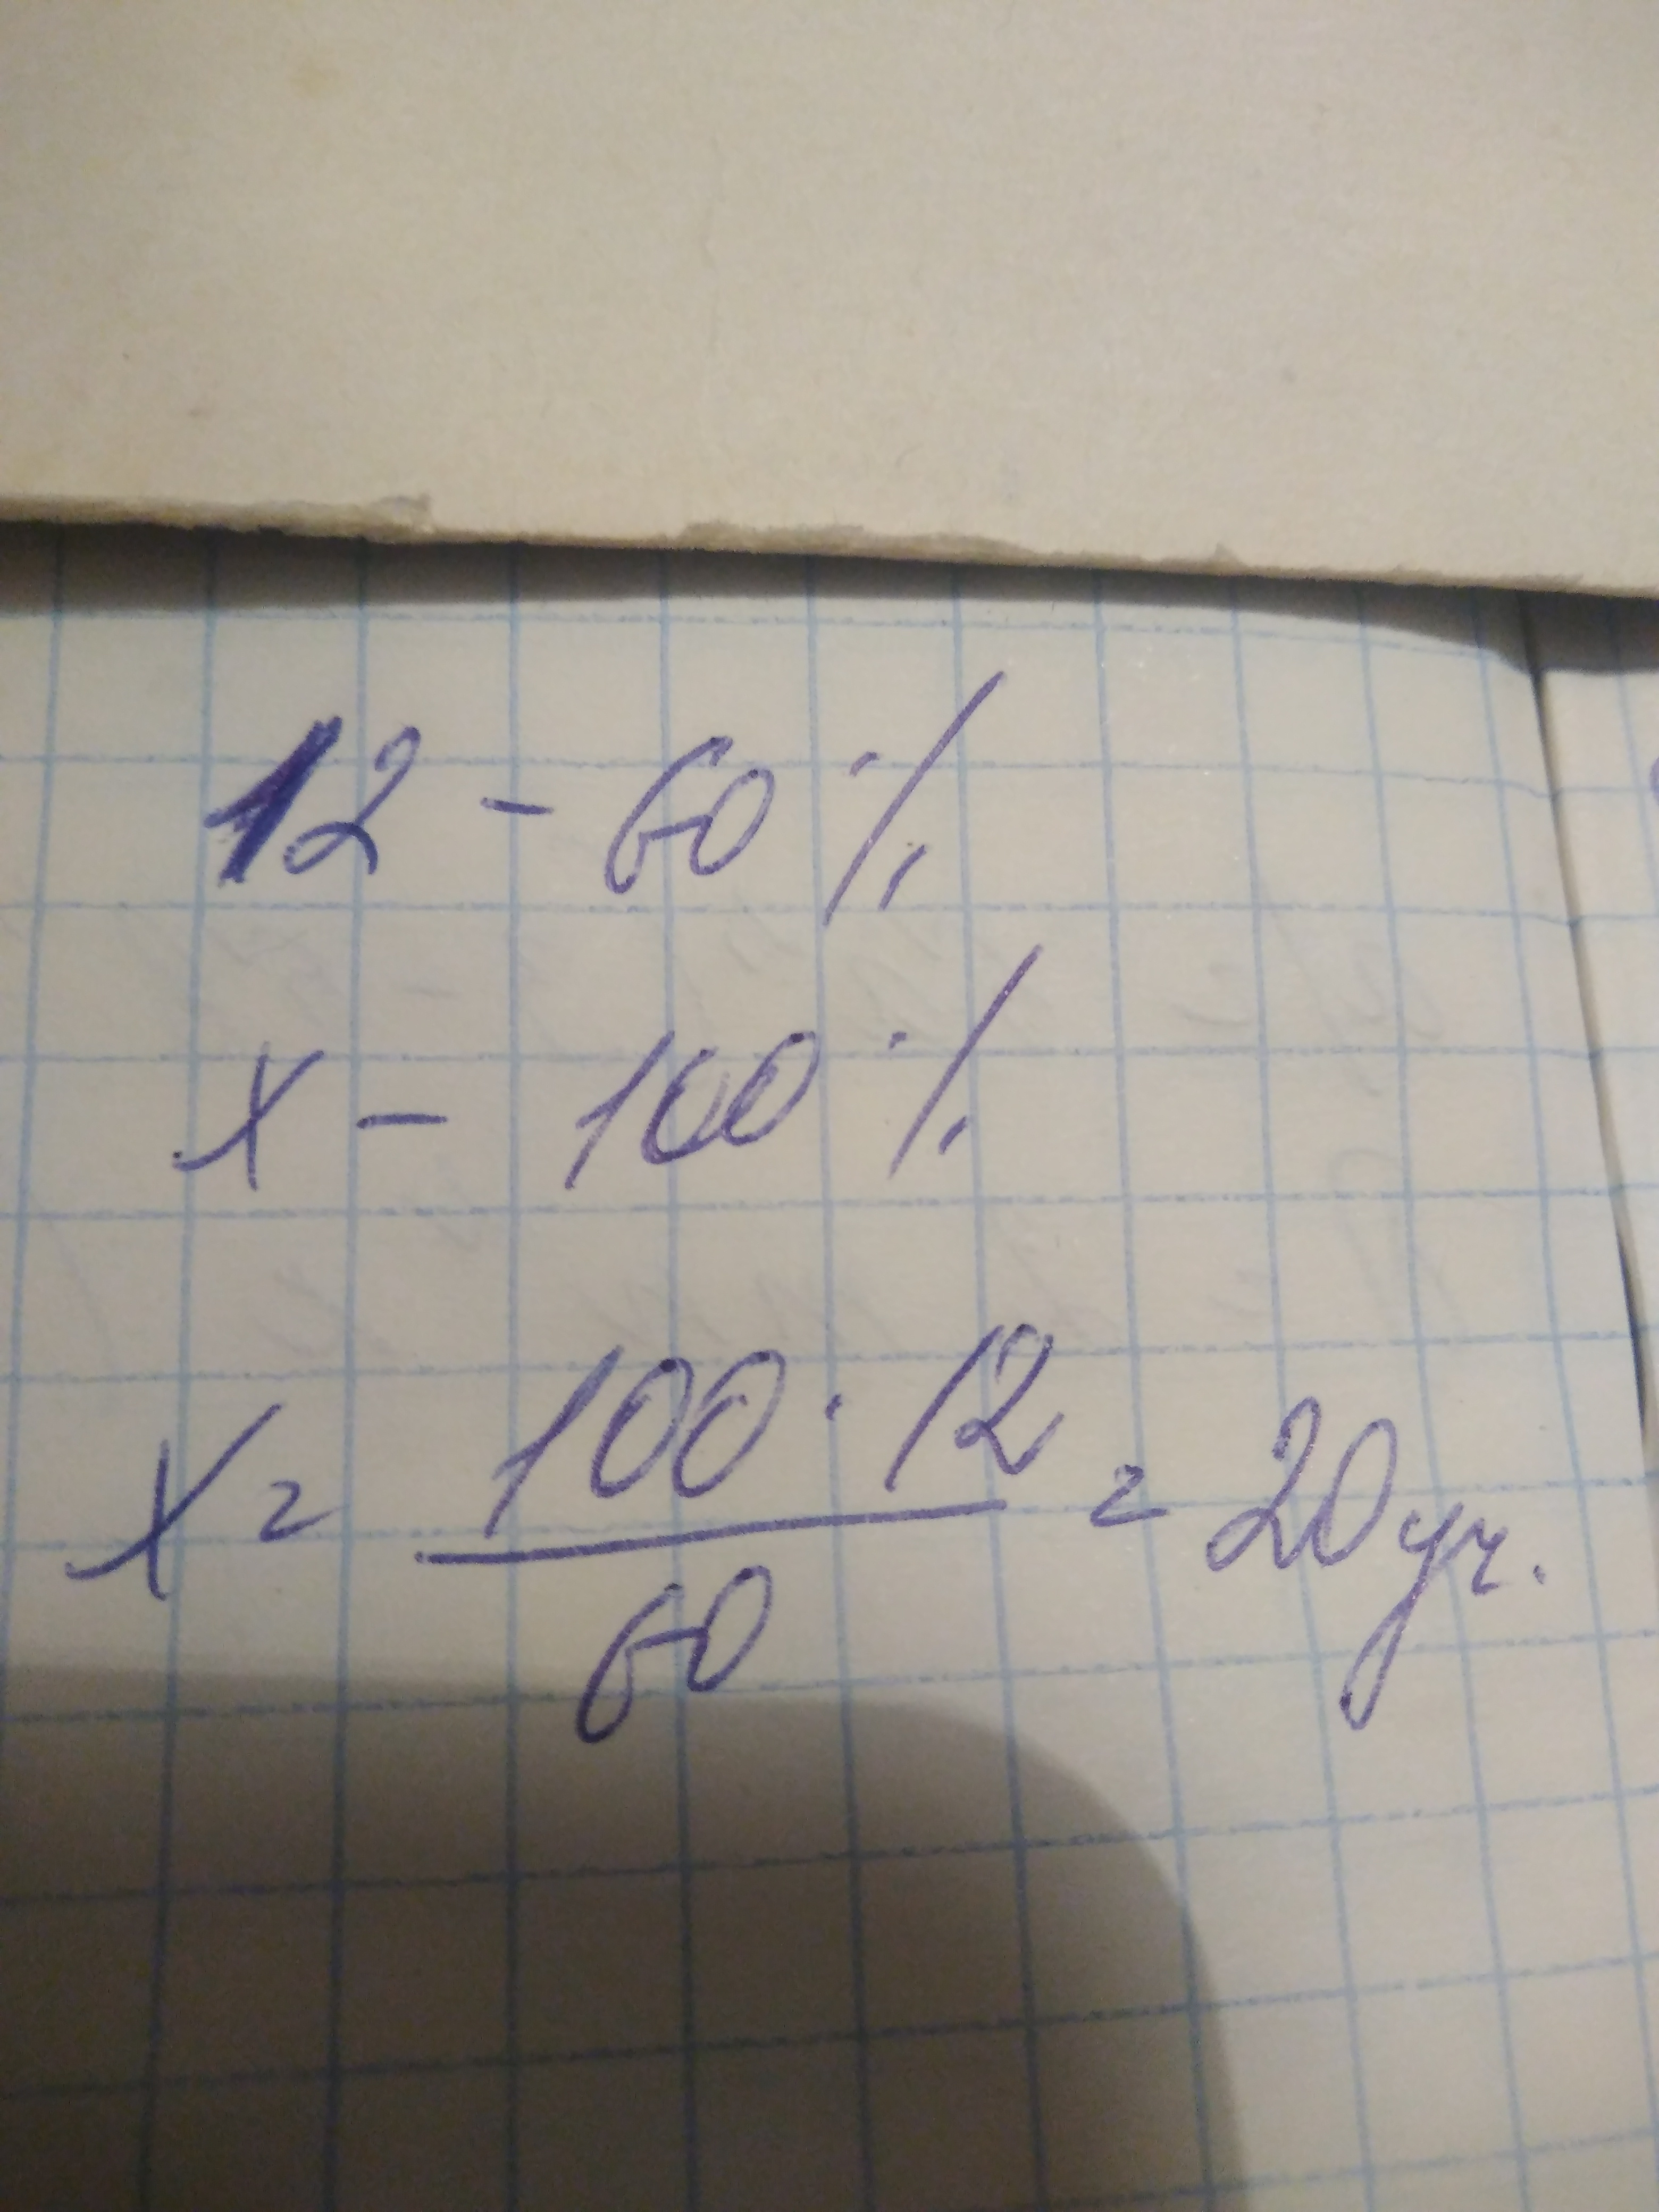 12 - 60 %
x - 100 %
x = 100 · 12 / 60 = 20 уч.